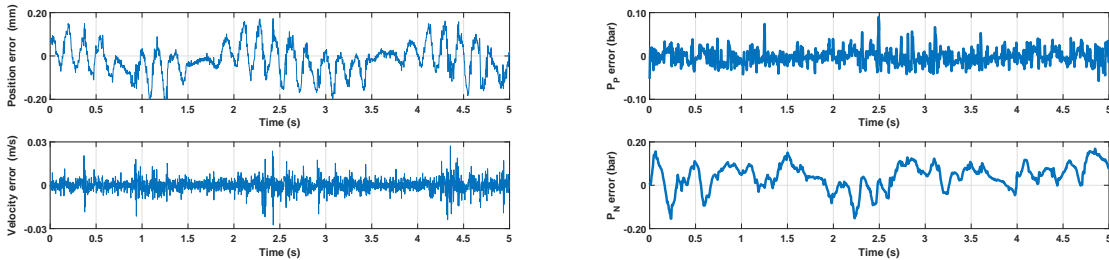 Position error (mm)
0.20
0
-0.20
0 0.5 1 1.5 2 2.5 3 3.5 4 4.5 5
Time (s)
P_P error (bar)
0.10
0
-0.10
0 0.5 1 1.5 2 2.5 3 3.5 4 4.5 5
Time (s)
Velocity error (m/s)
0.03
0
-0.03
0 0.5 1 1.5 2 2.5 3 3.5 4 4.5 5
Time (s)
P_N error (bar)
0.20
0
-0.20
0 0.5 1 1.5 2 2.5 3 3.5 4 4.5 5
Time (s)